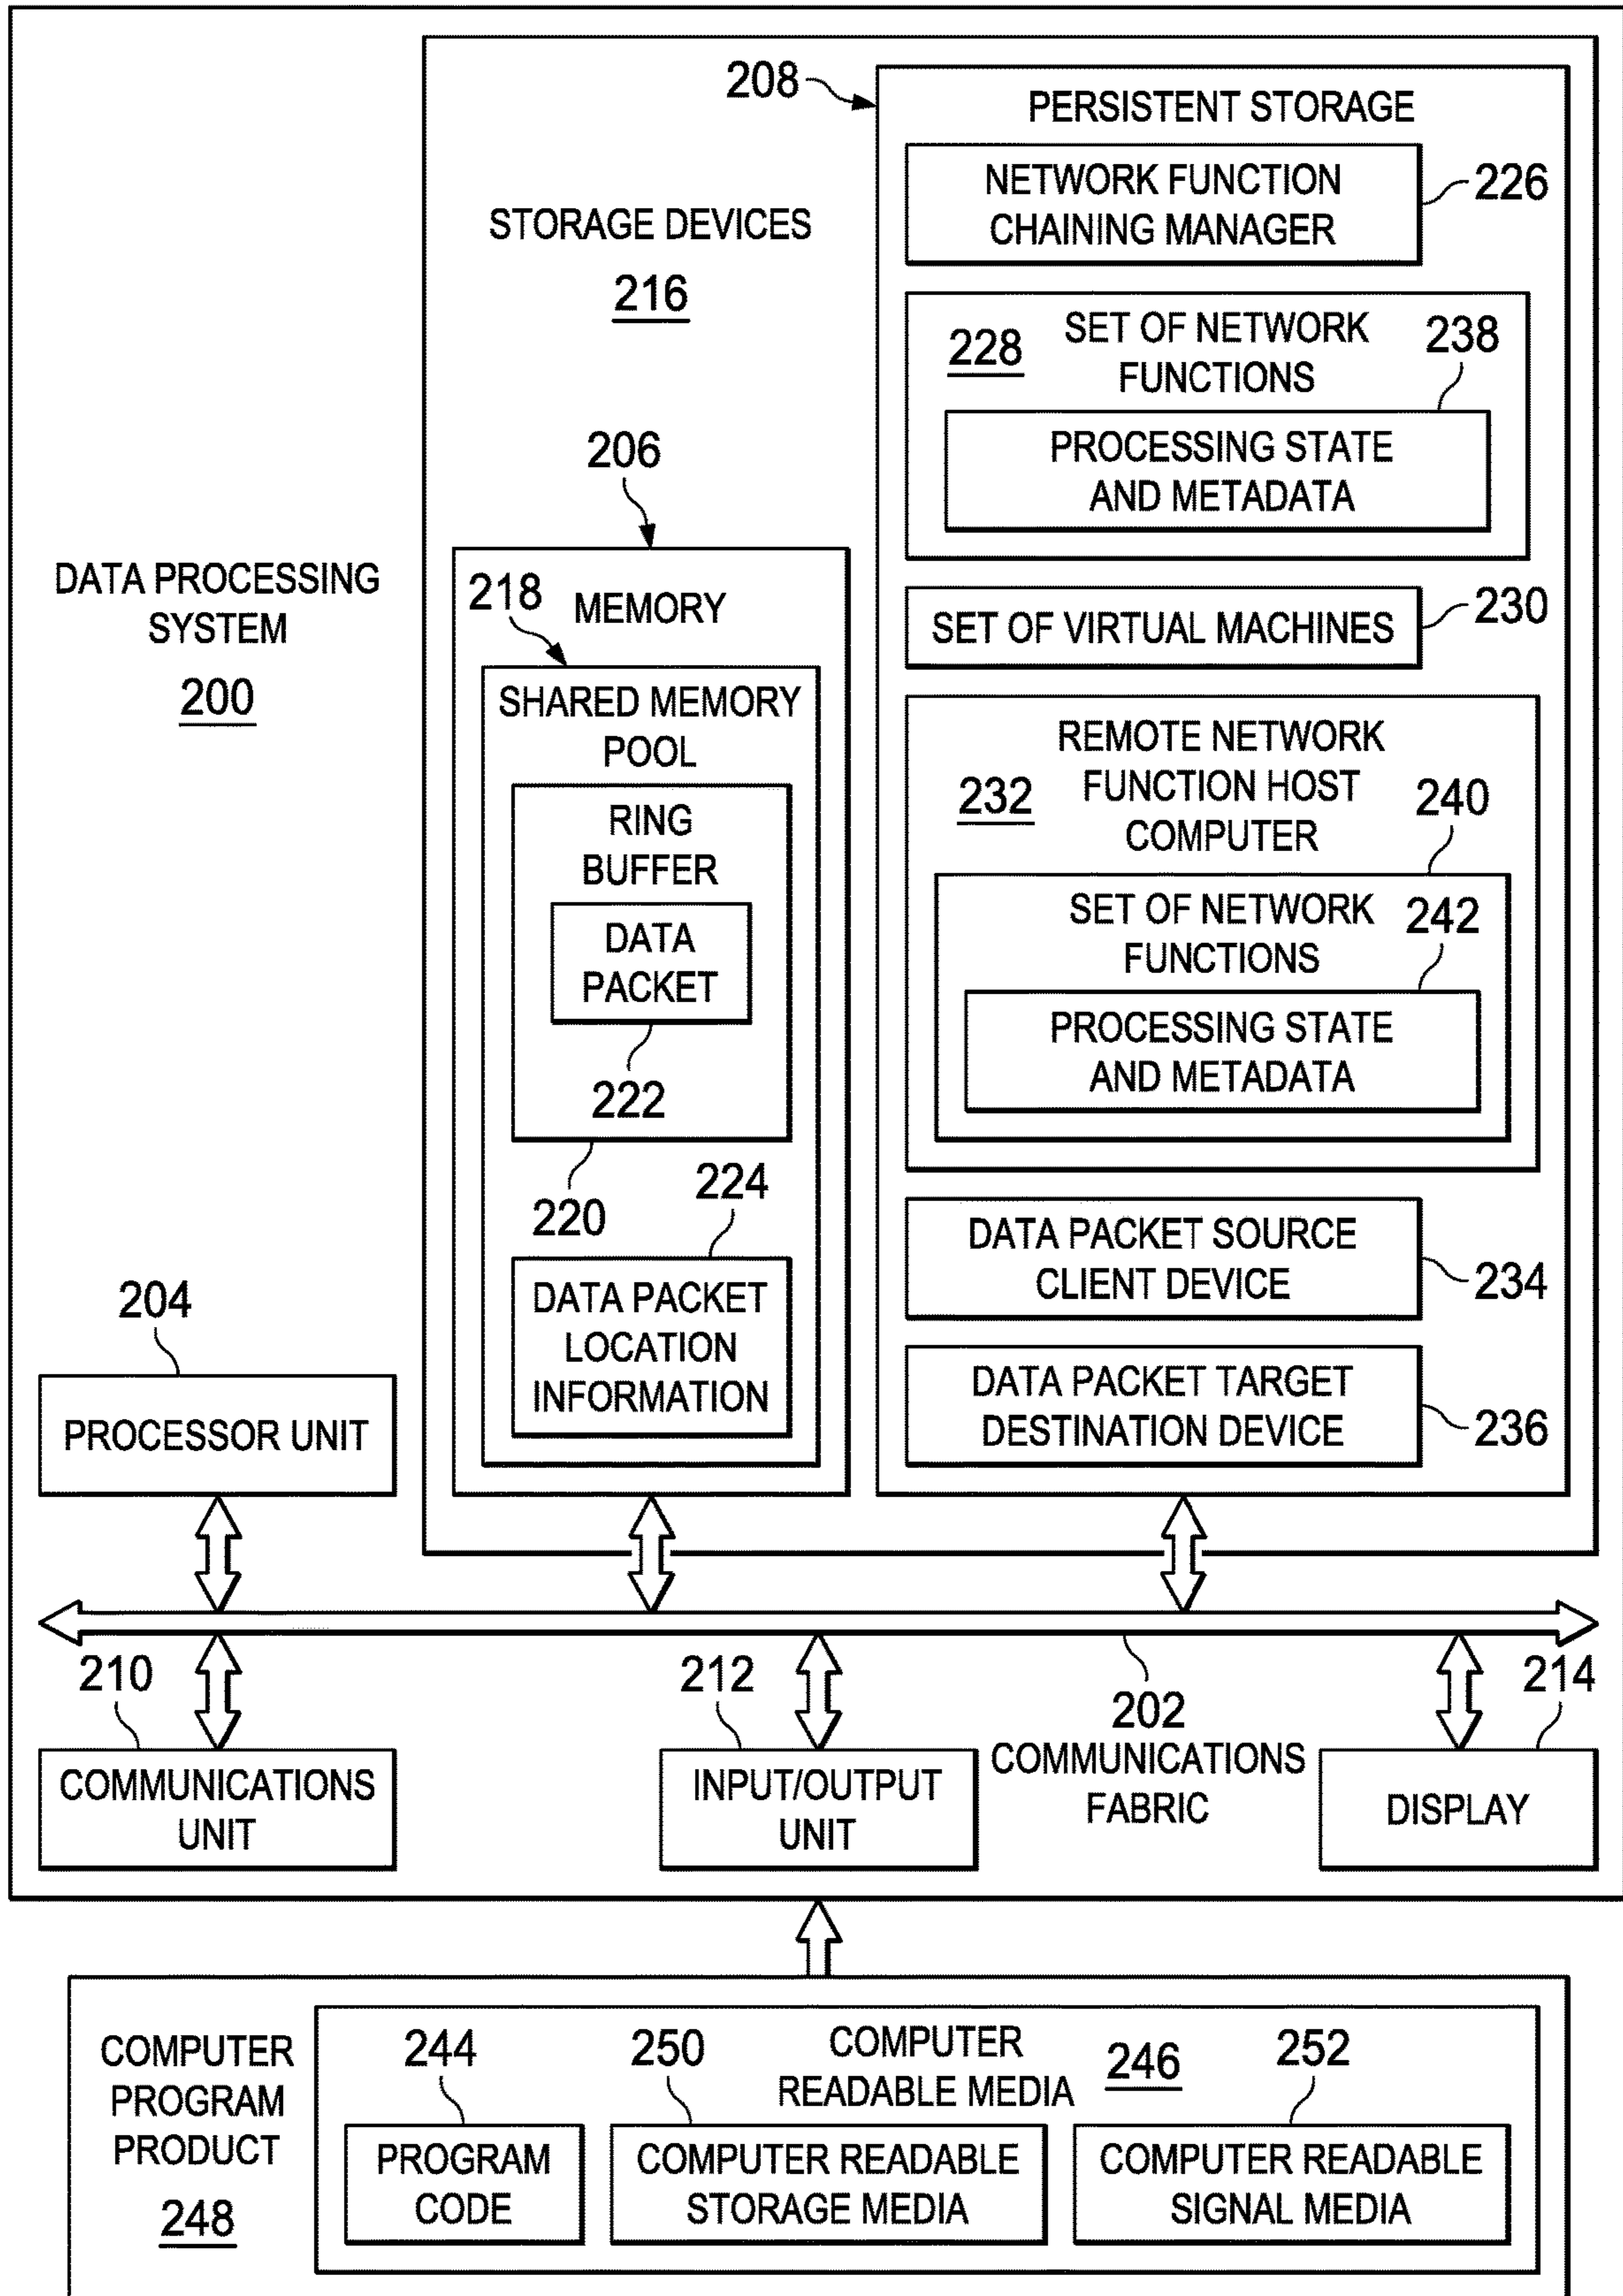 208
PERSISTENT STORAGE
NETWORK FUNCTION
CHAINING MANAGER
226
STORAGE DEVICES
216
228
SET OF NETWORK
FUNCTIONS
238
PROCESSING STATE
AND METADATA
206
DATA PROCESSING
SYSTEM
200
218
MEMORY
SET OF VIRTUAL MACHINES
230
SHARED MEMORY
POOL
RING
BUFFER
DATA
PACKET
222
220
224
DATA PACKET
LOCATION
INFORMATION
232
REMOTE NETWORK
FUNCTION HOST
COMPUTER
240
SET OF NETWORK
FUNCTIONS
242
PROCESSING STATE
AND METADATA
DATA PACKET SOURCE
CLIENT DEVICE
234
DATA PACKET TARGET
DESTINATION DEVICE
236
204
PROCESSOR UNIT
210
COMMUNICATIONS
UNIT
212
INPUT/OUTPUT
UNIT
202
COMMUNICATIONS
FABRIC
214
DISPLAY
COMPUTER
PROGRAM
PRODUCT
248
COMPUTER
READABLE MEDIA
246
244
PROGRAM
CODE
250
COMPUTER READABLE
STORAGE MEDIA
252
COMPUTER READABLE
SIGNAL MEDIA